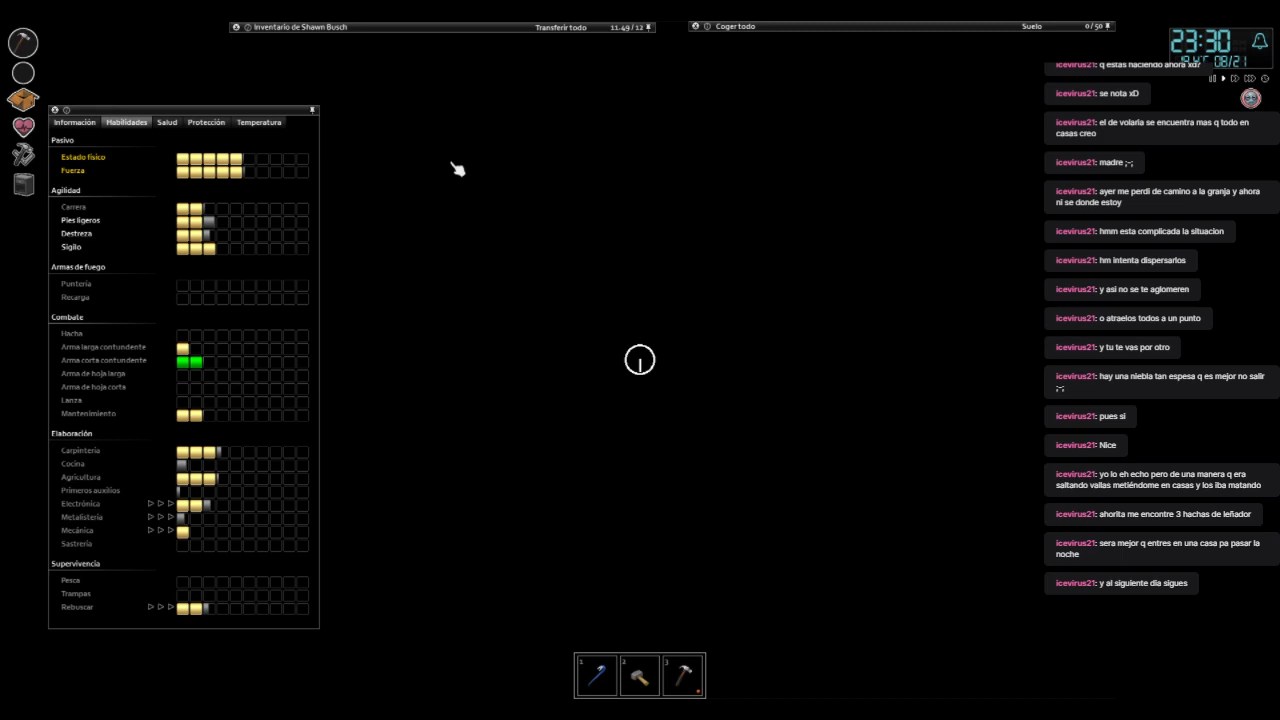 Inventario de Shawn Busch
Transferir todo
11.49 / 12
Coger todo
Suelo
0 / 50
23:30
08/21
Información
Habilidades
Salud
Protección
Temperatura
Pasivo
Estado físico
Fuerza
Agilidad
Carrera
Pies ligeros
Destreza
Sigilo
Armas de fuego
Puntería
Recarga
Combate
Hacha
Arma larga contundente
Arma corta contundente
Arma de hoja larga
Arma de hoja corta
Lanza
Mantenimiento
Elaboración
Carpintería
Cocina
Agricultura
Primeros auxilios
Electrónica
Metalistería
Mecánica
Sastrería
Supervivencia
Pesca
Trampas
Rebuscar
1
2
3
icevirus21: q estas haciendo ahora xd?
icevirus21: se nota xD
icevirus21: el de volaria se encuentra mas q todo en
casas creo
icevirus21: madre ;-;
icevirus21: ayer me perdi de camino a la granja y ahora
ni se donde estoy
icevirus21: hmm esta complicada la situacion
icevirus21: hm intenta dispersarlos
icevirus21: y asi no se te aglomeren
icevirus21: o atraelos todos a un punto
icevirus21: y tu te vas por otro
icevirus21: hay una niebla tan espesa q es mejor no salir
;-;
icevirus21: pues si
icevirus21: Nice
icevirus21: yo lo eh echo pero de una manera q era
saltando vallas metiéndome en casas y los iba matando
icevirus21: ahorita me encontre 3 hachas de leñador
icevirus21: sera mejor q entres en una casa pa pasar la
noche
icevirus21: y al siguiente dia sigues